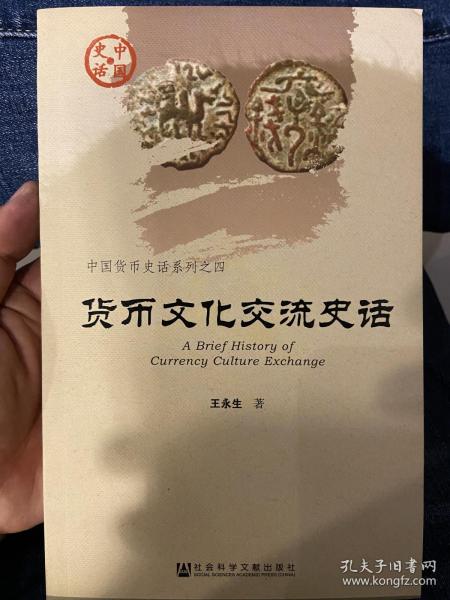 中国
史话
中国货币史话系列之四
货币文化交流史话
A Brief History of
Currency Culture Exchange
王永生 著
社会科学文献出版社
SOCIAL SCIENCES ACADEMIC PRESS (CHINA)
孔夫子旧书网
www.kongfz.com